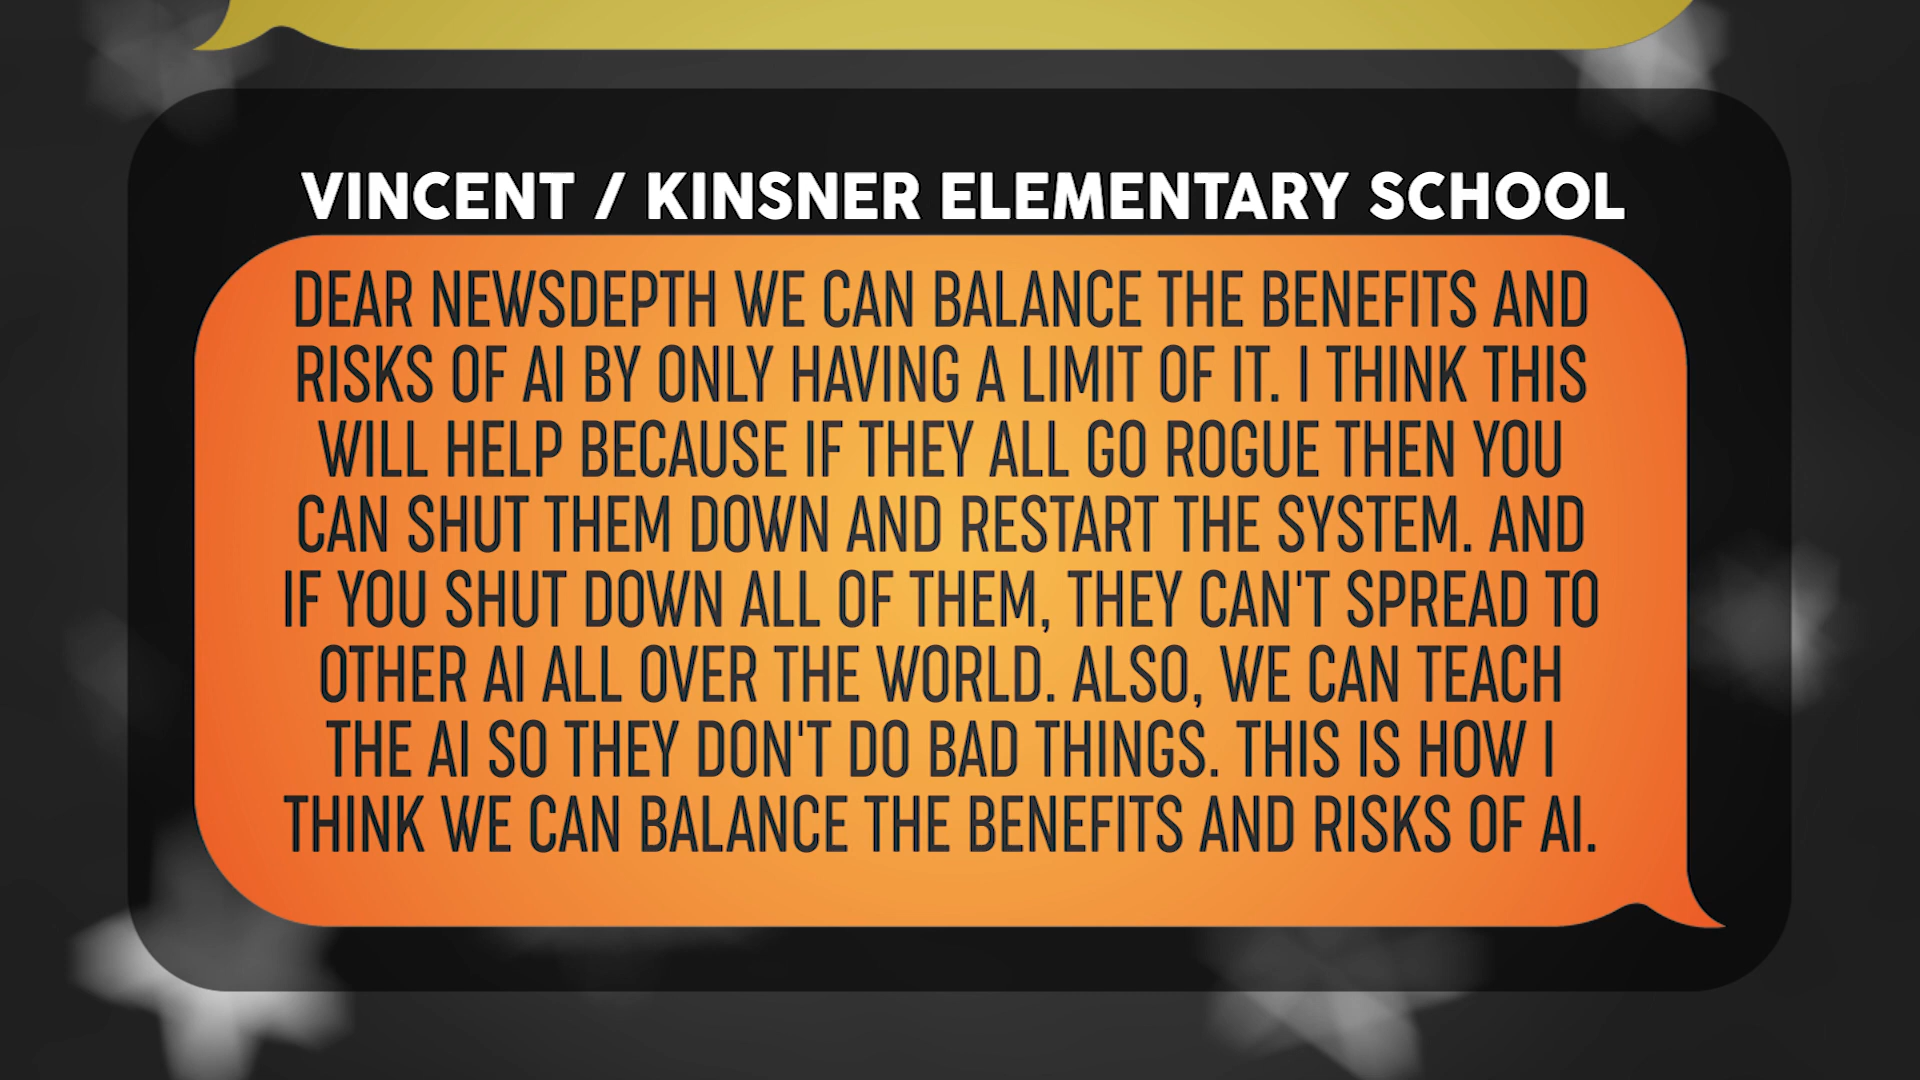 VINCENT / KINSNER ELEMENTARY SCHOOL
DEAR NEWSDEPTH WE CAN BALANCE THE BENEFITS AND
RISKS OF AI BY ONLY HAVING A LIMIT OF IT. I THINK THIS
WILL HELP BECAUSE IF THEY ALL GO ROGUE THEN YOU
CAN SHUT THEM DOWN AND RESTART THE SYSTEM. AND
IF YOU SHUT DOWN ALL OF THEM, THEY CAN'T SPREAD TO
OTHER AI ALL OVER THE WORLD. ALSO, WE CAN TEACH
THE AI SO THEY DON'T DO BAD THINGS. THIS IS HOW I
THINK WE CAN BALANCE THE BENEFITS AND RISKS OF AI.